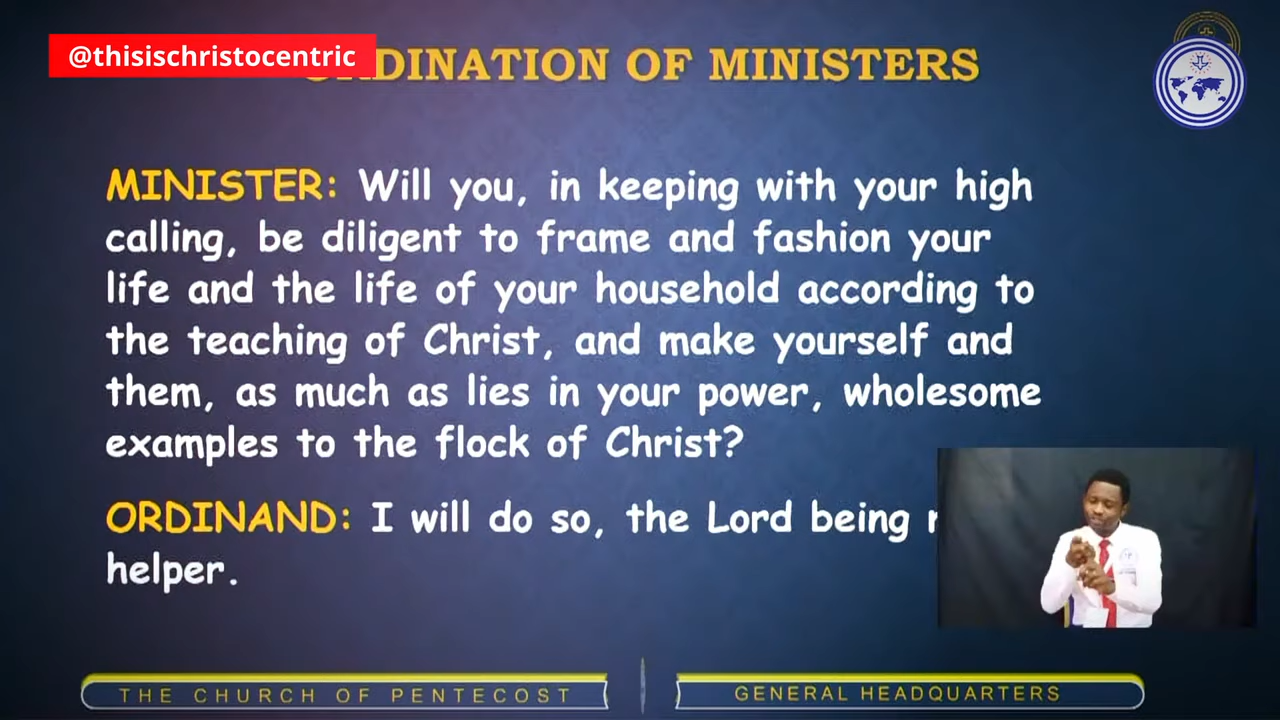 @thisischristocentric
ORDINATION OF MINISTERS
MINISTER: Will you, in keeping with your high
calling, be diligent to frame and fashion your
life and the life of your household according to
the teaching of Christ, and make yourself and
them, as much as lies in your power, wholesome
examples to the flock of Christ?
ORDINAND: I will do so, the Lord being
helper.
THE CHURCH OF PENTECOST
GENERAL HEADQUARTERS